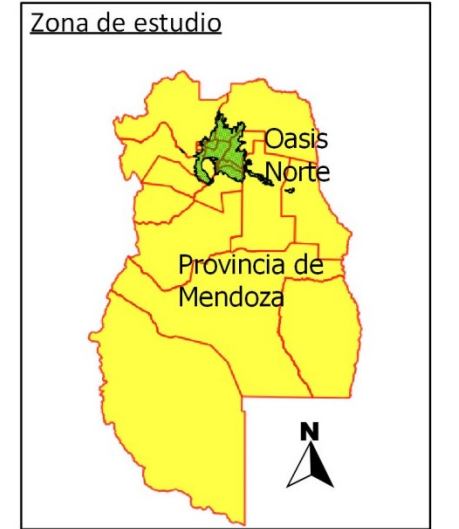 Zona de estudio
Oasis
Norte
Provincia de
Mendoza
N